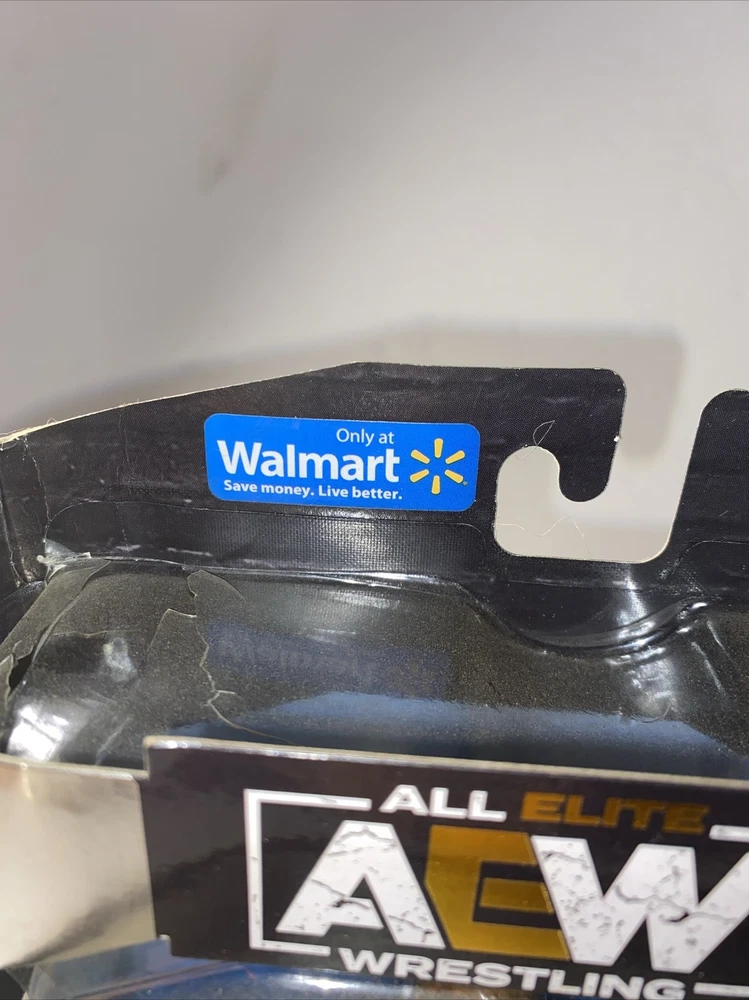 Only at
Walmart
Save money. Live better.
ALL ELITE
AEW
WRESTLING